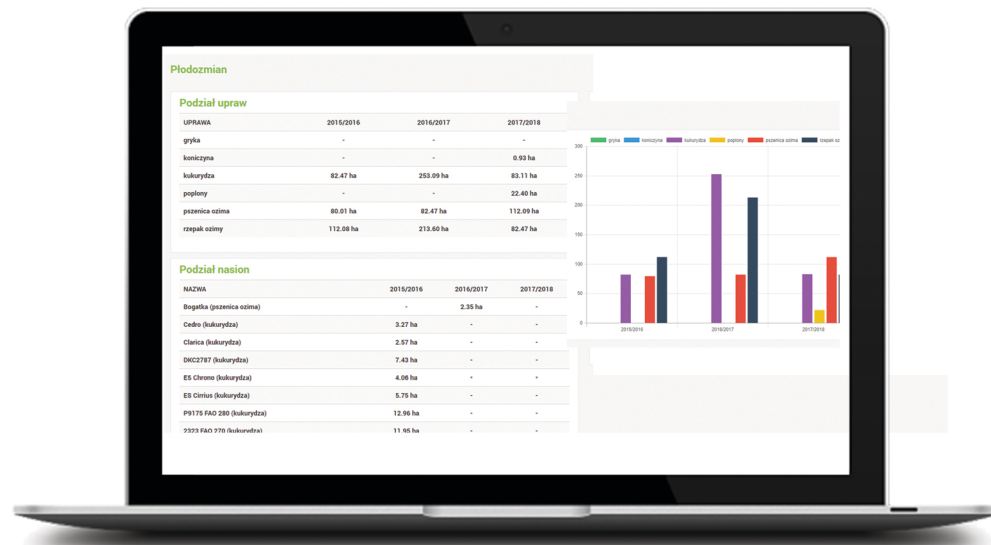 Płodozmian
Podział upraw
UPRAWA 2015/2016 2016/2017 2017/2018
gryka - - -
koniczyna - - 0.93 ha
kukurydza 82.47 ha 253.09 ha 83.11 ha
poplony - - 22.40 ha
pszenica ozima 80.01 ha 82.47 ha 112.09 ha
rzepak ozimy 112.08 ha 213.60 ha 82.47 ha
Podział nasion
NAZWA 2015/2016 2016/2017 2017/2018
Bogatka (pszenica ozima) - 2.35 ha -
Cedro (kukurydza) 3.27 ha - -
Clarica (kukurydza) 2.57 ha - -
DKC2787 (kukurydza) 7.43 ha - -
ES Chrono (kukurydza) 4.06 ha - -
ES Cirrius (kukurydza) 5.75 ha - -
P9175 FAO 280 (kukurydza) 12.96 ha - -
2323 FAO 270 (kukurydza) 11.95 ha - -
gryka koniczyna kukurydza poplony pszenica ozima rzepak oz
300
250
200
150
100
50
0
2015/2016 2016/2017 2017/2018